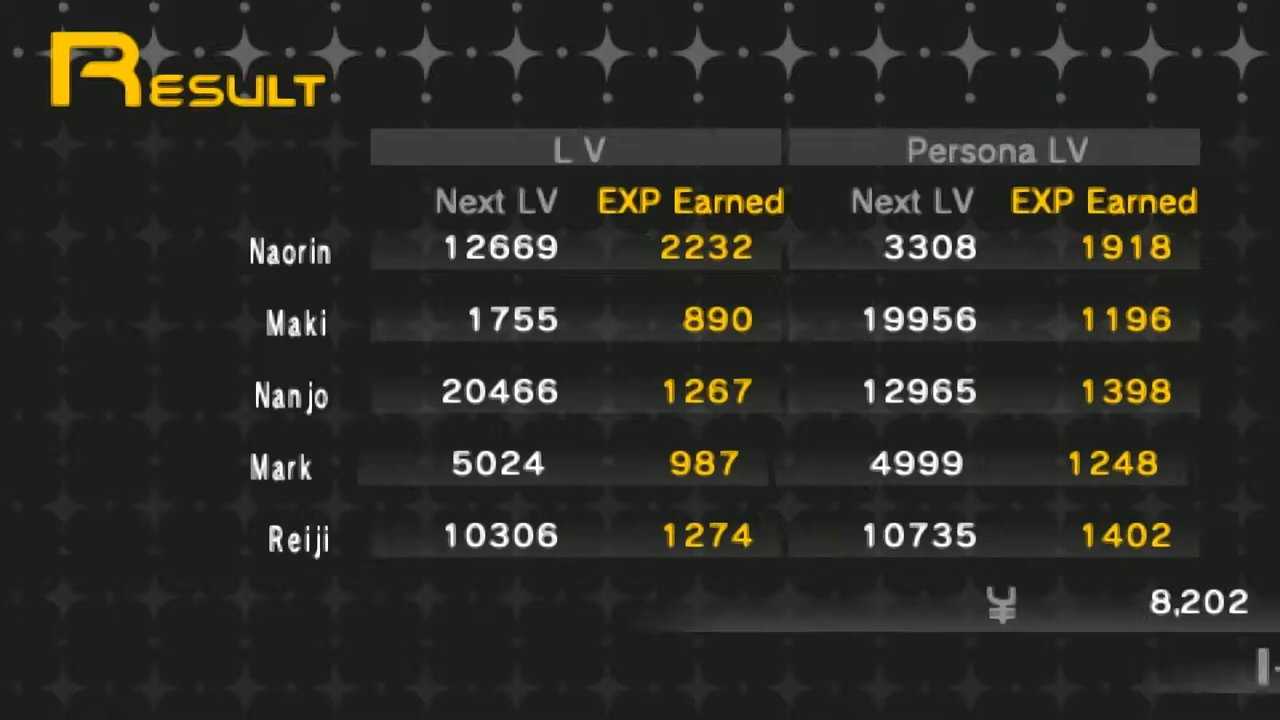 RESULT
LV Persona LV
Next LV EXP Earned Next LV EXP Earned
Naorin 12669 2232 3308 1918
Maki 1755 890 19956 1196
Nanjo 20466 1267 12965 1398
Mark 5024 987 4999 1248
Reiji 10306 1274 10735 1402
¥ 8,202